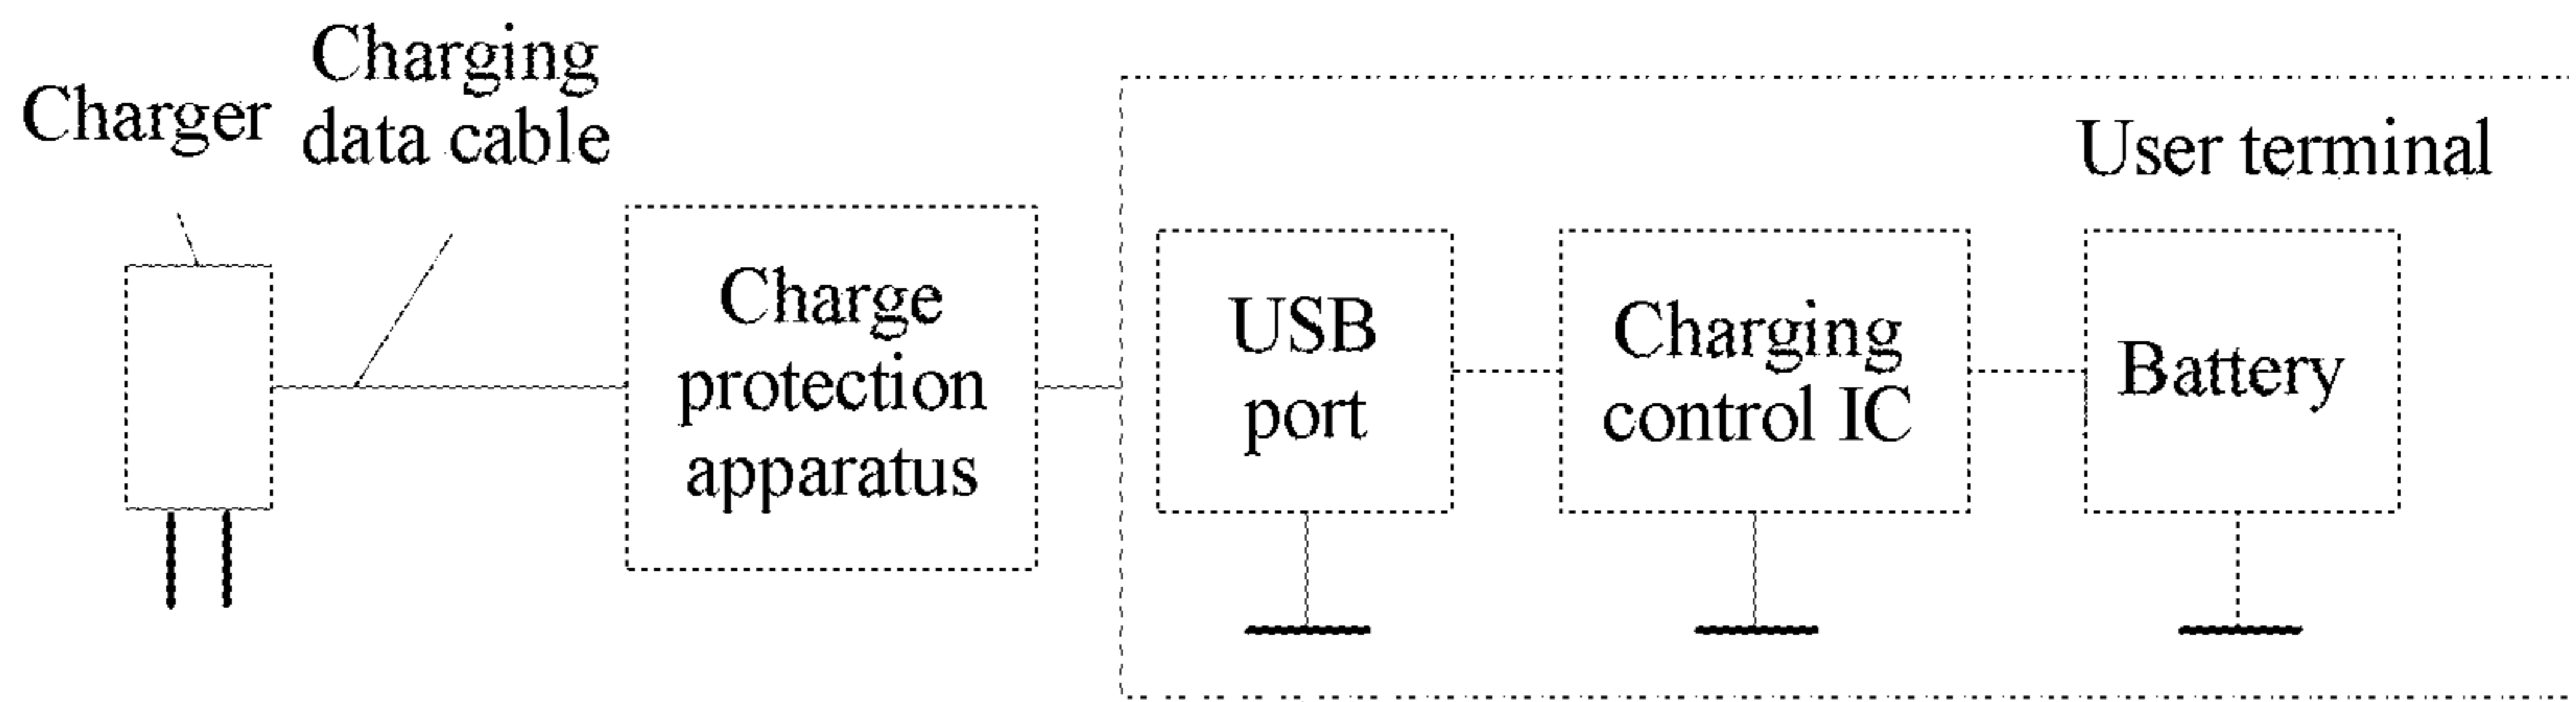 Charger
Charging
data cable
User terminal
Charge
protection
apparatus
USB
port
Charging
control IC
Battery